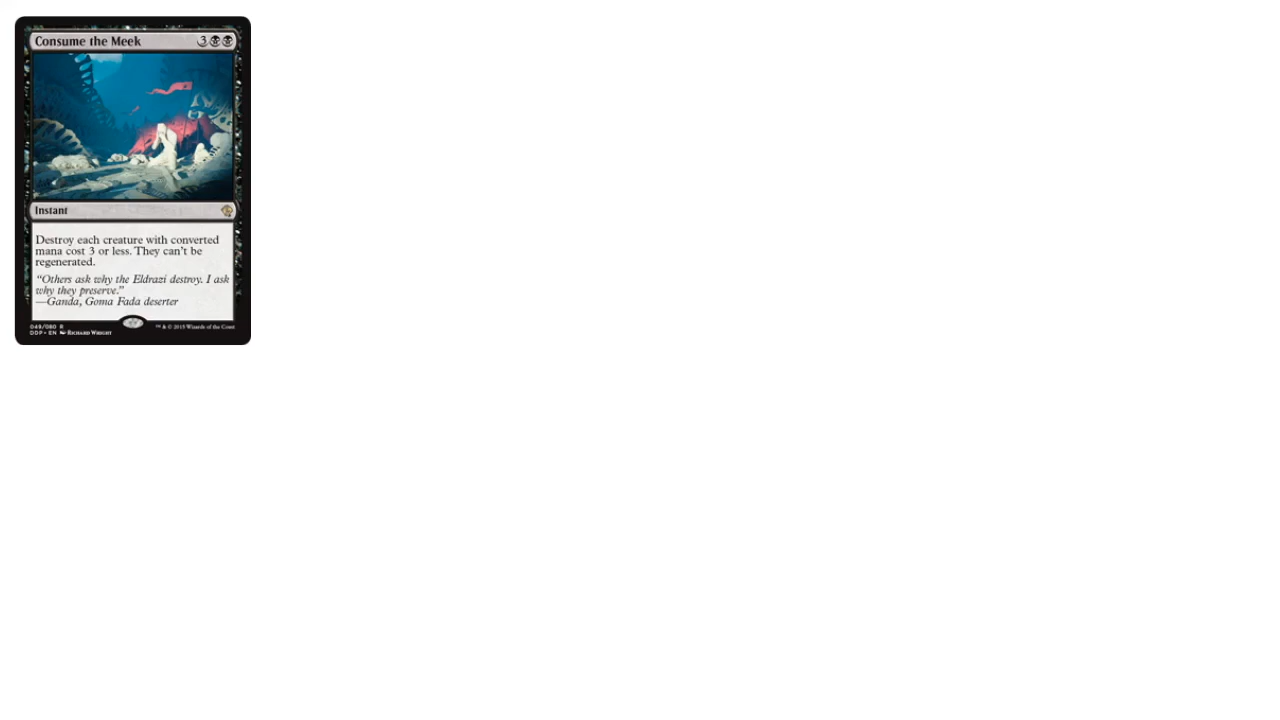 Consume the Meek 3
Instant
Destroy each creature with converted
mana cost 3 or less. They can't be
regenerated.
"Others ask why the Eldrazi destroy. I ask
why they preserve."
—Ganda, Goma Fada deserter
049/080 R
DDP • EN RICHARD WRIGHT
™ & © 2015 Wizards of the Coast